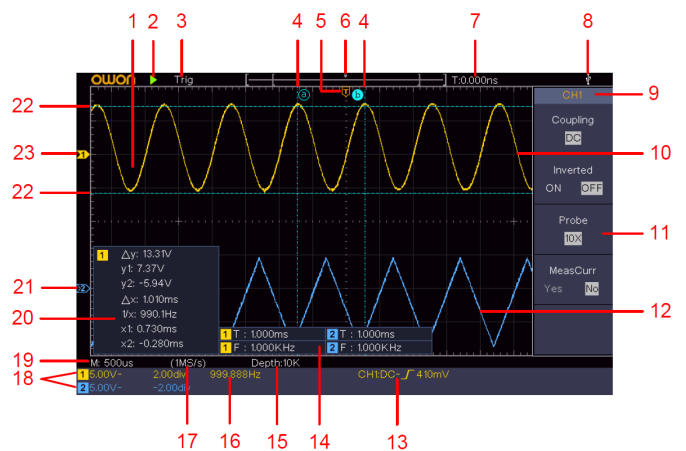 1 2 3 4 5 6 4 7 8
OWON Trig T T:0.000ns
a T b
22
23 1
22
CH1 9
Coupling
DC
10
Inverted
ON OFF
Probe
10X 11
MeasCurr
Yes No
12
1 △y: 13.31V
y1: 7.37V
y2: -5.94V
△x: 1.010ms
1/x: 990.1Hz
x1: 0.730ms
x2: -0.280ms
21 2
20
1 T : 1.000ms 2 T : 1.000ms
1 F : 1.000KHz 2 F : 1.000KHz
19 M: 500us (1MS/s) Depth:10K
18 1 5.00V~ 2.00div 999.888Hz CH1:DC- 410mV
2 5.00V~ -2.00div
17 16 15 14 13